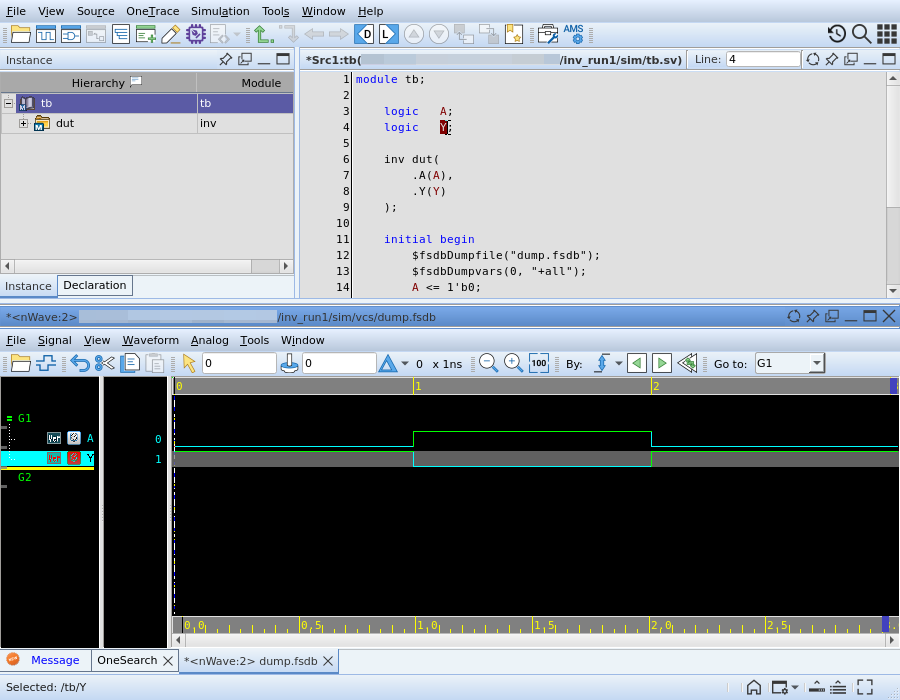 File View Source OneTrace Simulation Tools Window Help
D L AMS
Instance
*Src1:tb( /inv_run1/sim/tb.sv) Line: 4
Hierarchy Module
tb tb
dut inv
1 module tb;
2
3 logic A;
4 logic Y;
5
6 inv dut(
7 .A(A),
8 .Y(Y)
9 );
10
11 initial begin
12 $fsdbDumpfile("dump.fsdb");
13 $fsdbDumpvars(0, "+all");
14 A <= 1'b0;
Instance Declaration
*<nWave:2> /inv_run1/sim/vcs/dump.fsdb
File Signal View Waveform Analog Tools Window
0 0 0 x 1ns 100 By: Go to: G1
0 1 2
G1
A 0
Y 1
G2
0,0 0,5 1,0 1,5 2,0 2,5
Message OneSearch *<nWave:2> dump.fsdb
Selected: /tb/Y